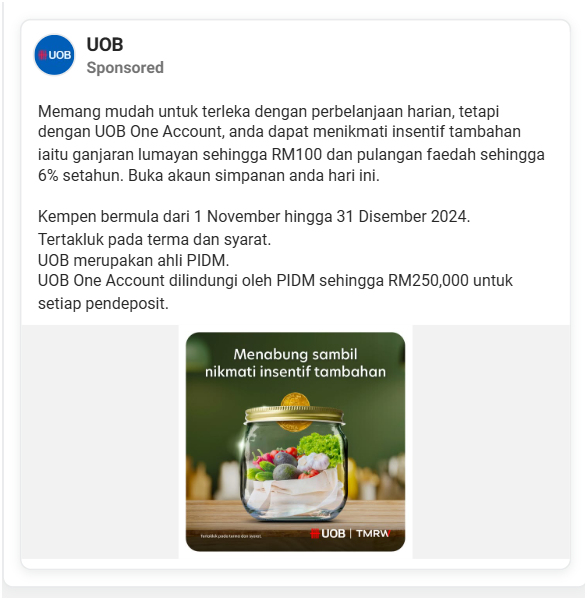 UOB
UOB
Sponsored
Memang mudah untuk terleka dengan perbelanjaan harian, tetapi
dengan UOB One Account, anda dapat menikmati insentif tambahan
iaitu ganjaran lumayan sehingga RM100 dan pulangan faedah sehingga
6% setahun. Buka akaun simpanan anda hari ini.
Kempen bermula dari 1 November hingga 31 Disember 2024.
Tertakluk pada terma dan syarat.
UOB merupakan ahli PIDM.
UOB One Account dilindungi oleh PIDM sehingga RM250,000 untuk
setiap pendeposit.
Menabung sambil
nikmati insentif tambahan
Tertakluk pada terma dan syarat.
UOB | TMRW